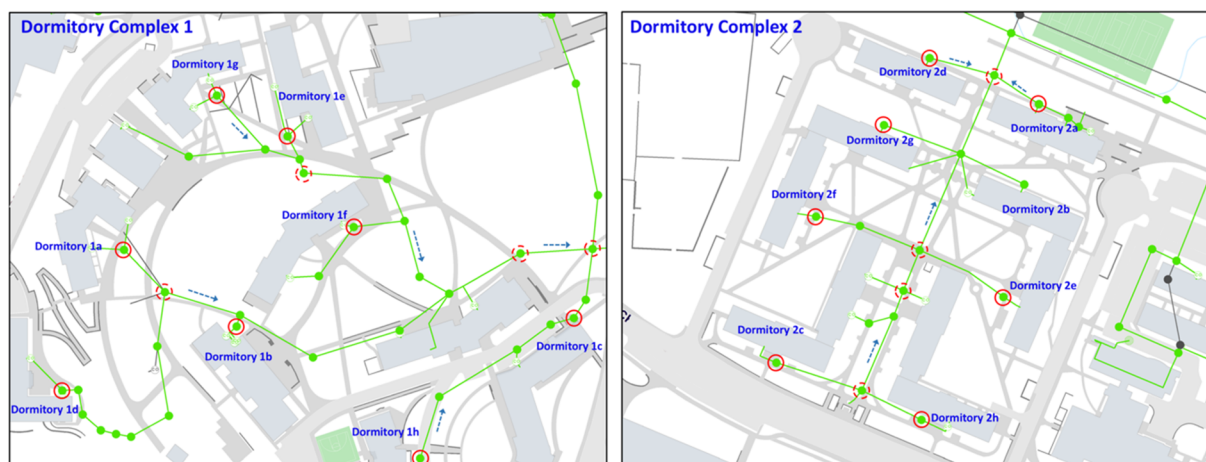 Dormitory Complex 1
Dormitory 1g
Dormitory 1e
Dormitory 1f
Dormitory 1a
Dormitory 1b
Dormitory 1c
Dormitory 1d
Dormitory 1h
Dormitory Complex 2
Dormitory 2d
Dormitory 2a
Dormitory 2g
Dormitory 2f
Dormitory 2b
Dormitory 2e
Dormitory 2c
Dormitory 2h